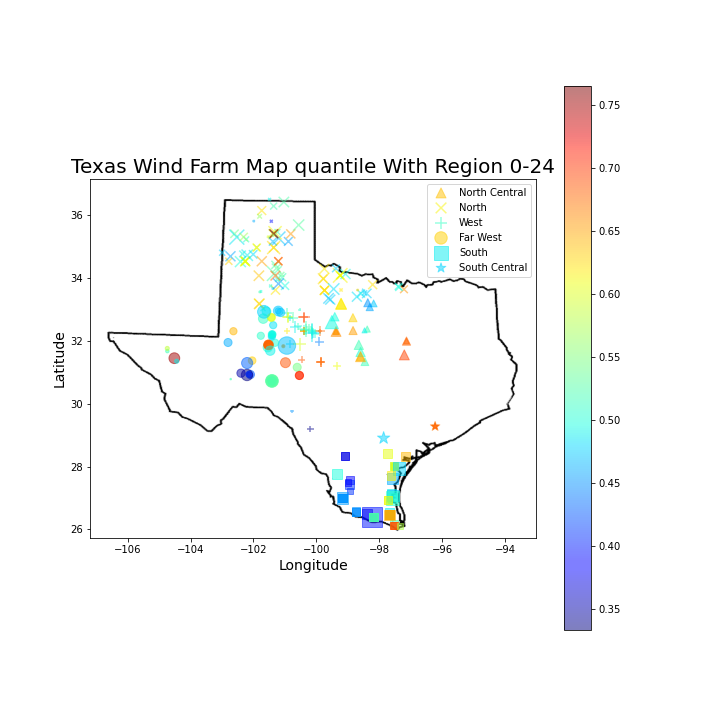 Texas Wind Farm Map quantile With Region 0-24
North Central
North
West
Far West
South
South Central
36
34
32
30
28
26
Latitude
−106
−104
−102
−100
−98
−96
−94
Longitude
0.75
0.70
0.65
0.60
0.55
0.50
0.45
0.40
0.35